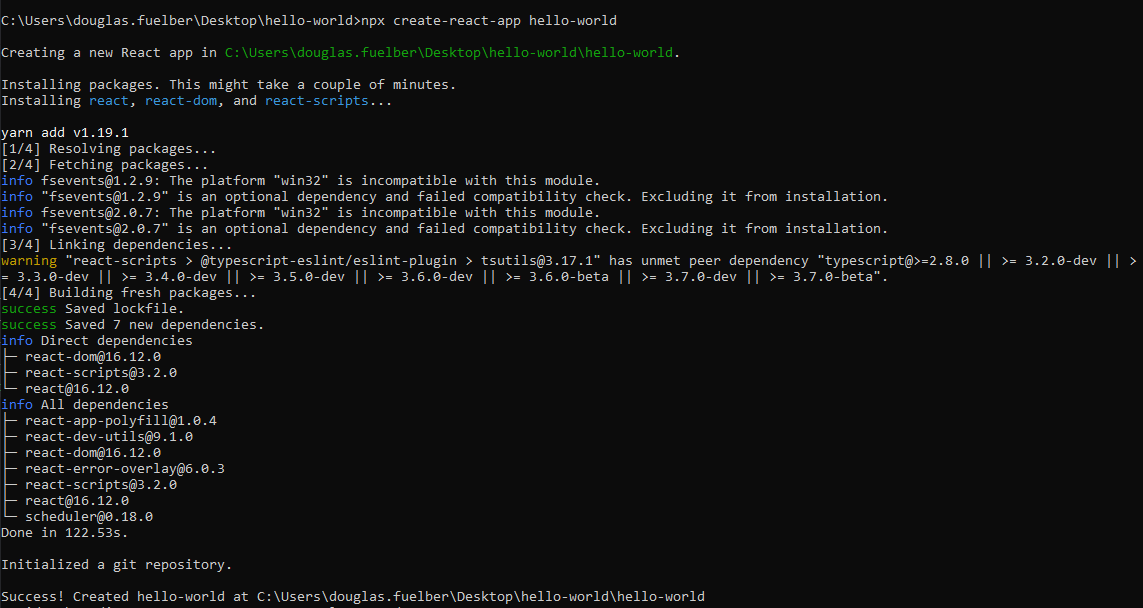 C:\Users\douglas.fuelber\Desktop\hello-world>npx create-react-app hello-world
Creating a new React app in C:\Users\douglas.fuelber\Desktop\hello-world\hello-world.
Installing packages. This might take a couple of minutes.
Installing react, react-dom, and react-scripts...
yarn add v1.19.1
[1/4] Resolving packages...
[2/4] Fetching packages...
info fsevents@1.2.9: The platform "win32" is incompatible with this module.
info "fsevents@1.2.9" is an optional dependency and failed compatibility check. Excluding it from installation.
info fsevents@2.0.7: The platform "win32" is incompatible with this module.
info "fsevents@2.0.7" is an optional dependency and failed compatibility check. Excluding it from installation.
[3/4] Linking dependencies...
warning "react-scripts > @typescript-eslint/eslint-plugin > tsutils@3.17.1" has unmet peer dependency "typescript@>=2.8.0 || >= 3.2.0-dev || >
= 3.3.0-dev || >= 3.4.0-dev || >= 3.5.0-dev || >= 3.6.0-dev || >= 3.6.0-beta || >= 3.7.0-dev || >= 3.7.0-beta".
[4/4] Building fresh packages...
success Saved lockfile.
success Saved 7 new dependencies.
info Direct dependencies
├─ react-dom@16.12.0
├─ react-scripts@3.2.0
└─ react@16.12.0
info All dependencies
├─ react-app-polyfill@1.0.4
├─ react-dev-utils@9.1.0
├─ react-dom@16.12.0
├─ react-error-overlay@6.0.3
├─ react-scripts@3.2.0
├─ react@16.12.0
└─ scheduler@0.18.0
Done in 122.53s.
Initialized a git repository.
Success! Created hello-world at C:\Users\douglas.fuelber\Desktop\hello-world\hello-world